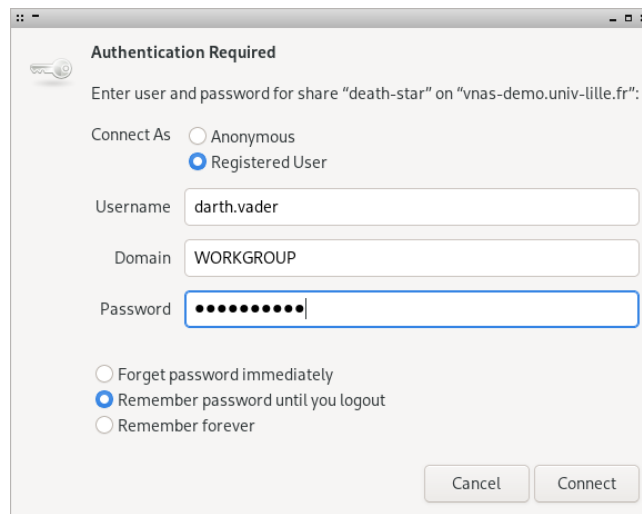 Authentication Required
Enter user and password for share “death-star” on “vnas-demo.univ-lille.fr”:
Connect As
Anonymous
Registered User
Username darth.vader
Domain WORKGROUP
Password ●●●●●●●●●●
Forget password immediately
Remember password until you logout
Remember forever
Cancel Connect